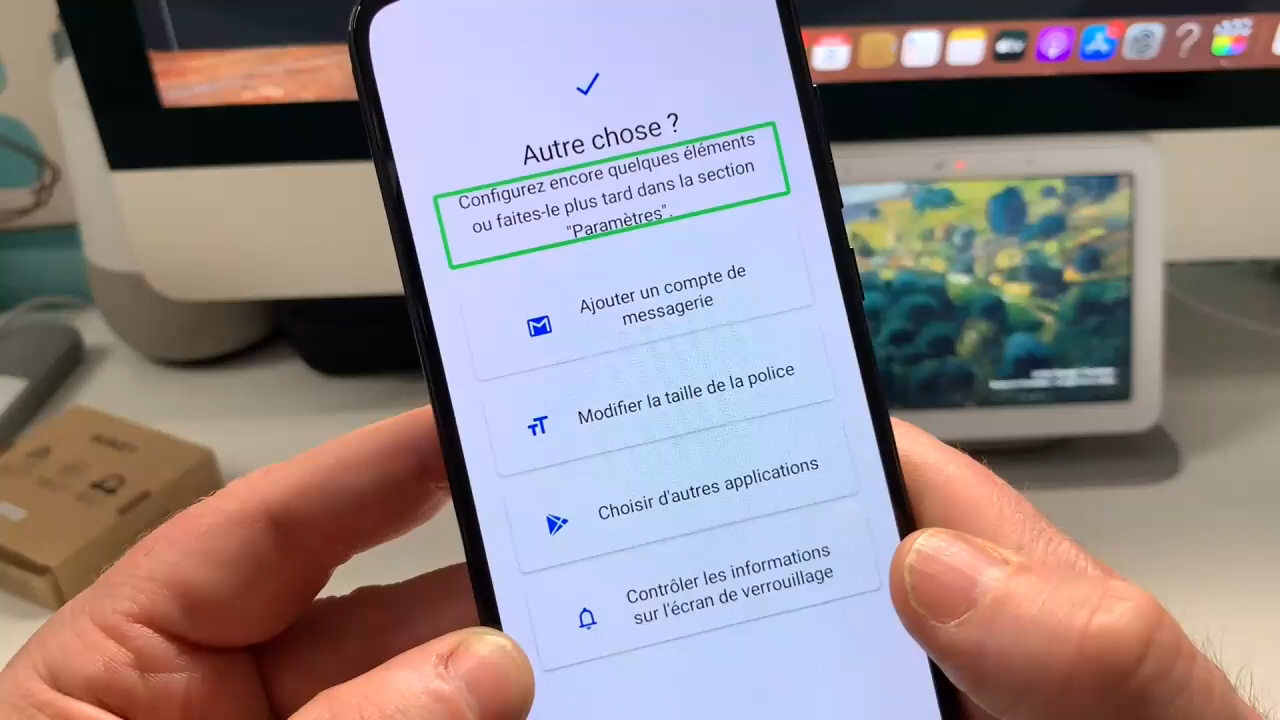 Autre chose ?
Configurez encore quelques éléments
ou faites-le plus tard dans la section
"Paramètres".
Ajouter un compte de
messagerie
Modifier la taille de la police
Choisir d'autres applications
Contrôler les informations
sur l'écran de verrouillage